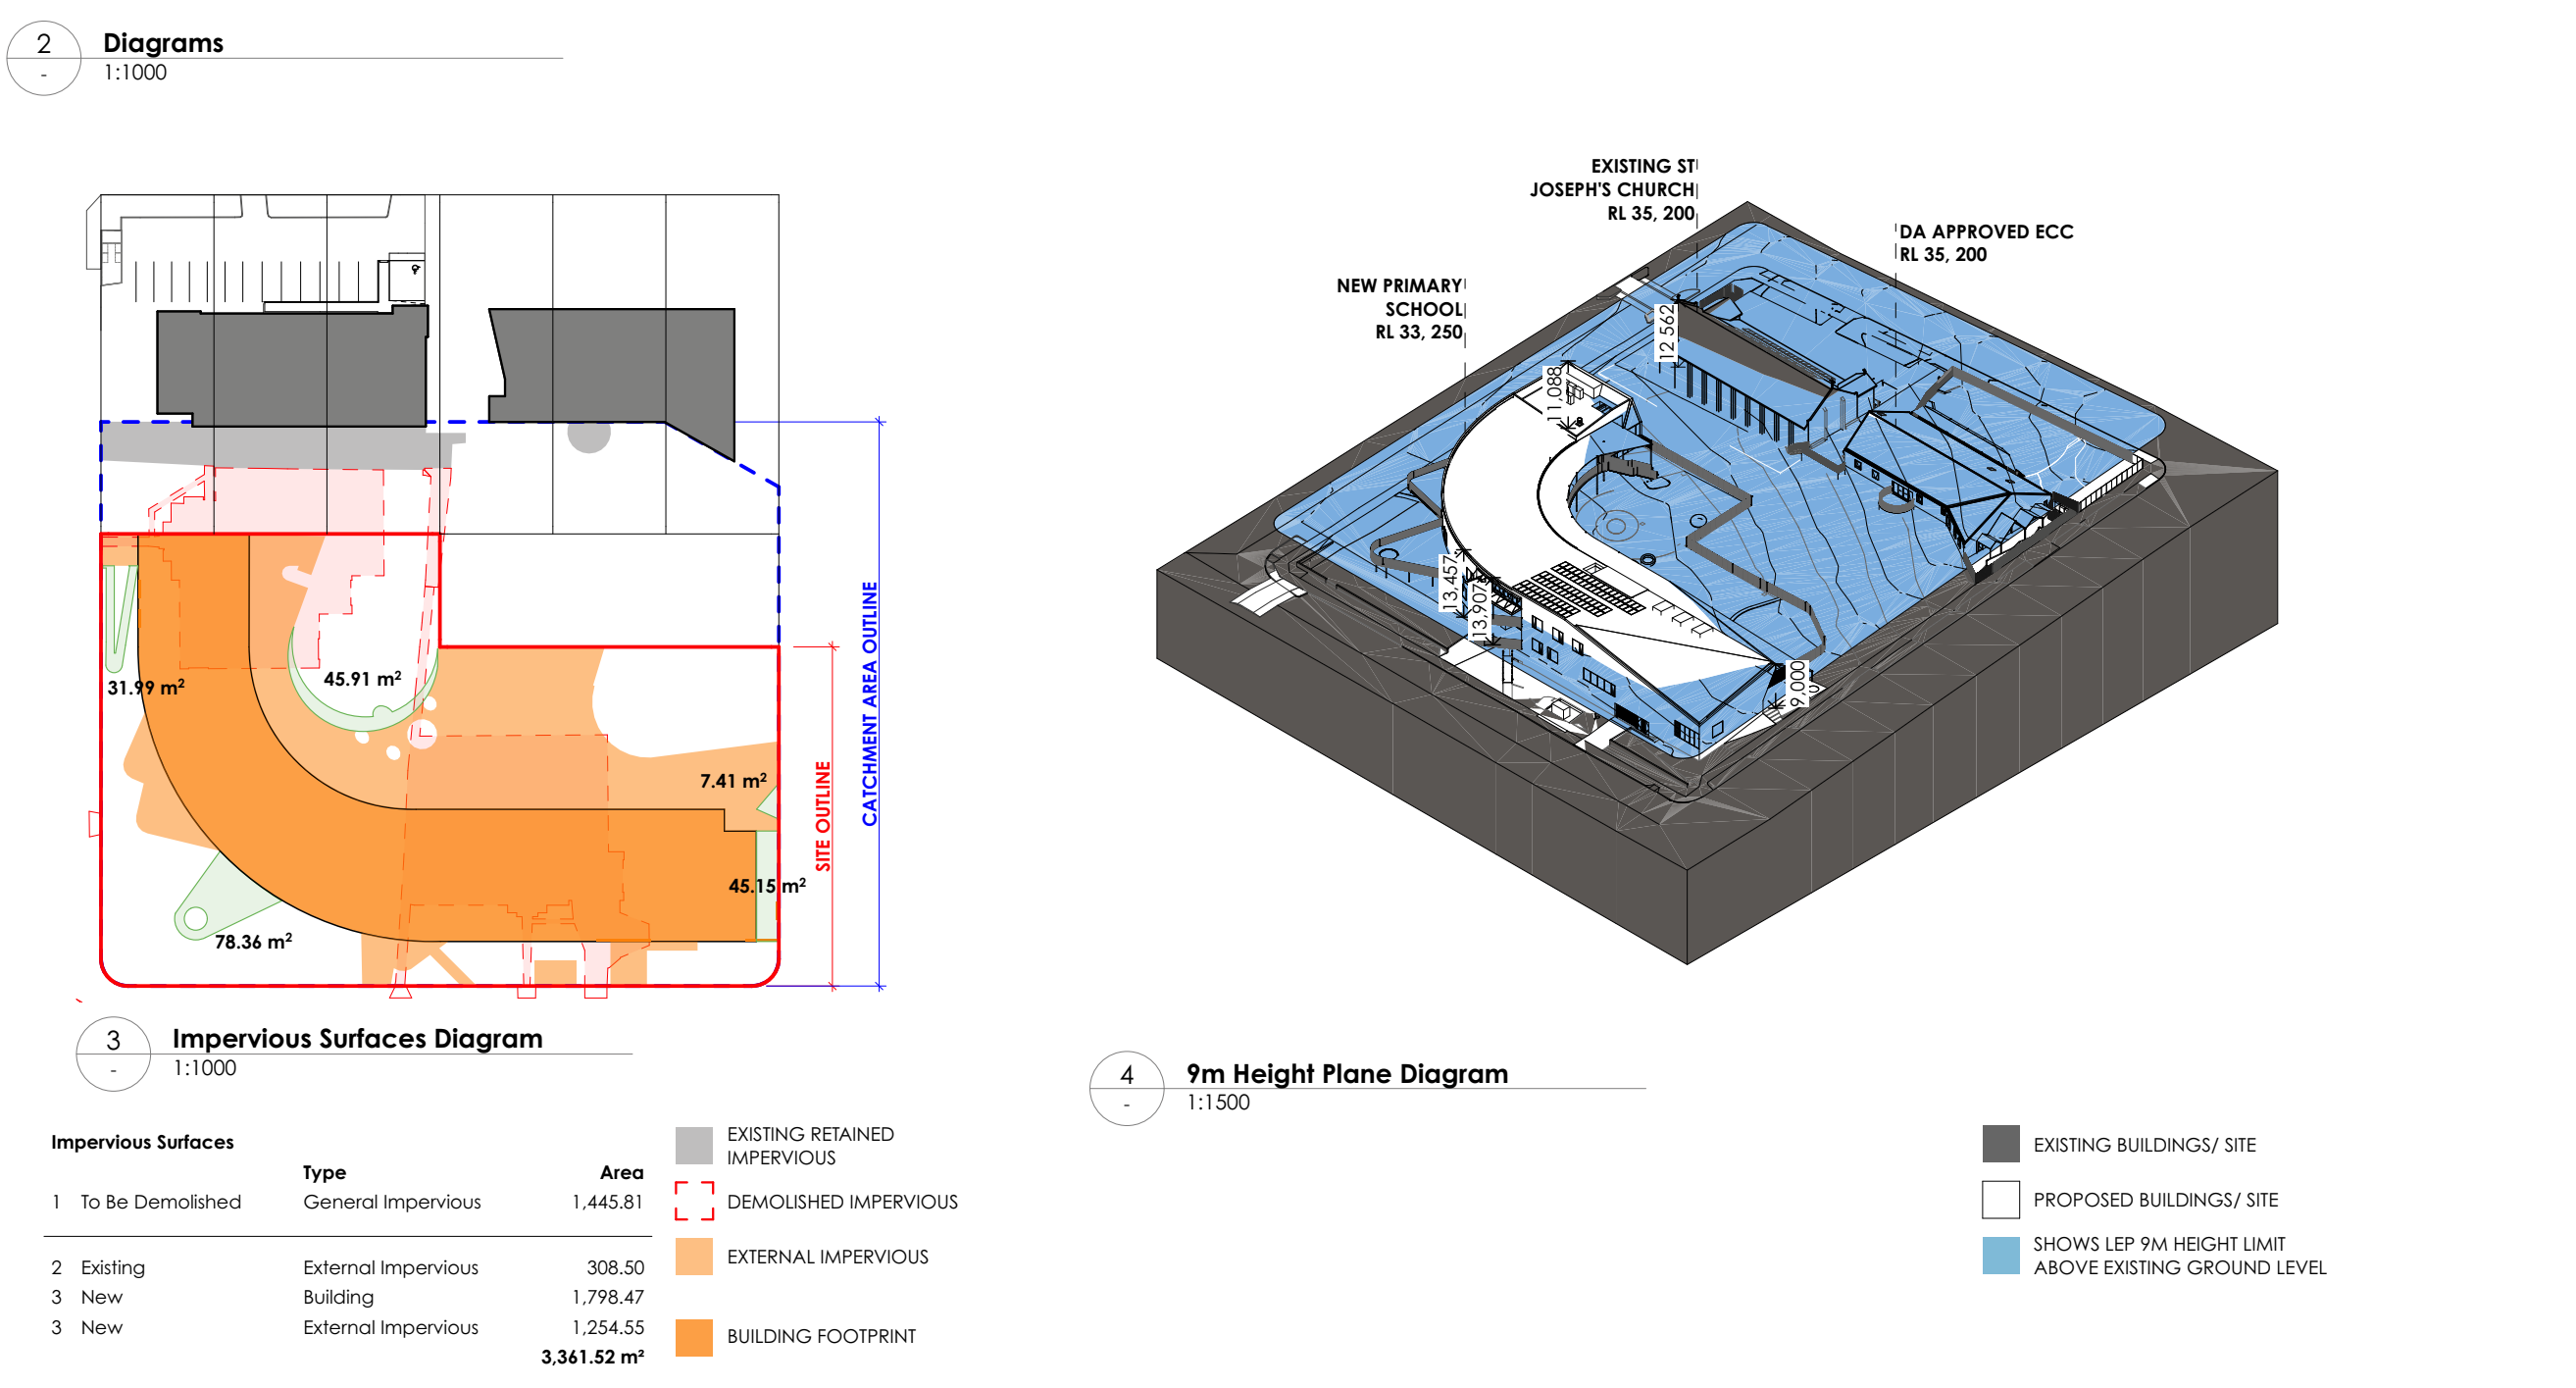 2
Diagrams
-
1:1000
EXISTING ST
JOSEPH'S CHURCH
RL 35, 200
DA APPROVED ECC
RL 35, 200
NEW PRIMARY
SCHOOL
RL 33, 250
12,562
11,088
13,457
13,907
9,000
31.99 m²
45.91 m²
7.41 m²
45.15 m²
78.36 m²
SITE OUTLINE
CATCHMENT AREA OUTLINE
3
Impervious Surfaces Diagram
-
1:1000
4
9m Height Plane Diagram
-
1:1500
Impervious Surfaces
Type Area
1 To Be Demolished General Impervious 1,445.81
2 Existing External Impervious 308.50
3 New Building 1,798.47
3 New External Impervious 1,254.55
3,361.52 m²
EXISTING RETAINED
IMPERVIOUS
DEMOLISHED IMPERVIOUS
EXTERNAL IMPERVIOUS
BUILDING FOOTPRINT
EXISTING BUILDINGS/ SITE
PROPOSED BUILDINGS/ SITE
SHOWS LEP 9M HEIGHT LIMIT
ABOVE EXISTING GROUND LEVEL